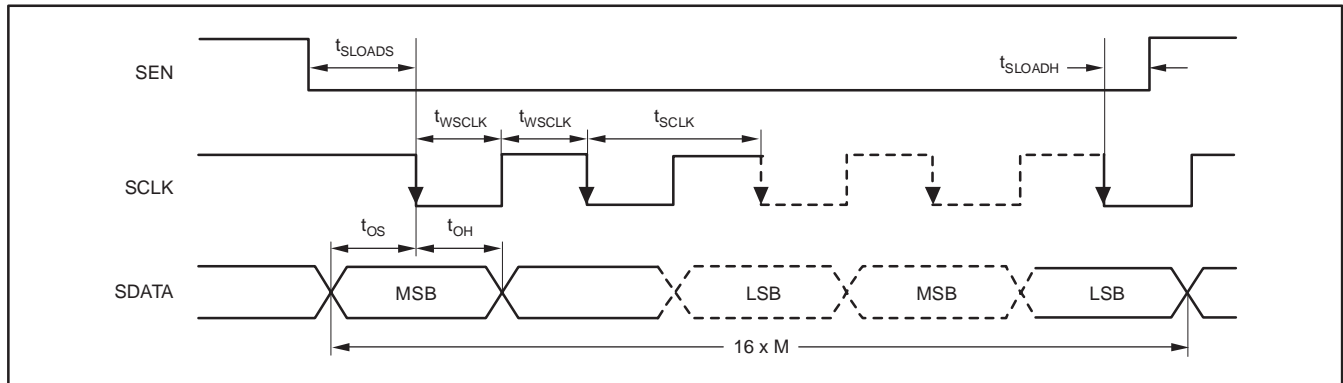 SEN
t_SLOADS
t_SLOADH
t_WSCLK
t_WSCLK
t_SCLK
SCLK
t_OS
t_OH
SDATA
MSB
LSB
MSB
LSB
16 x M